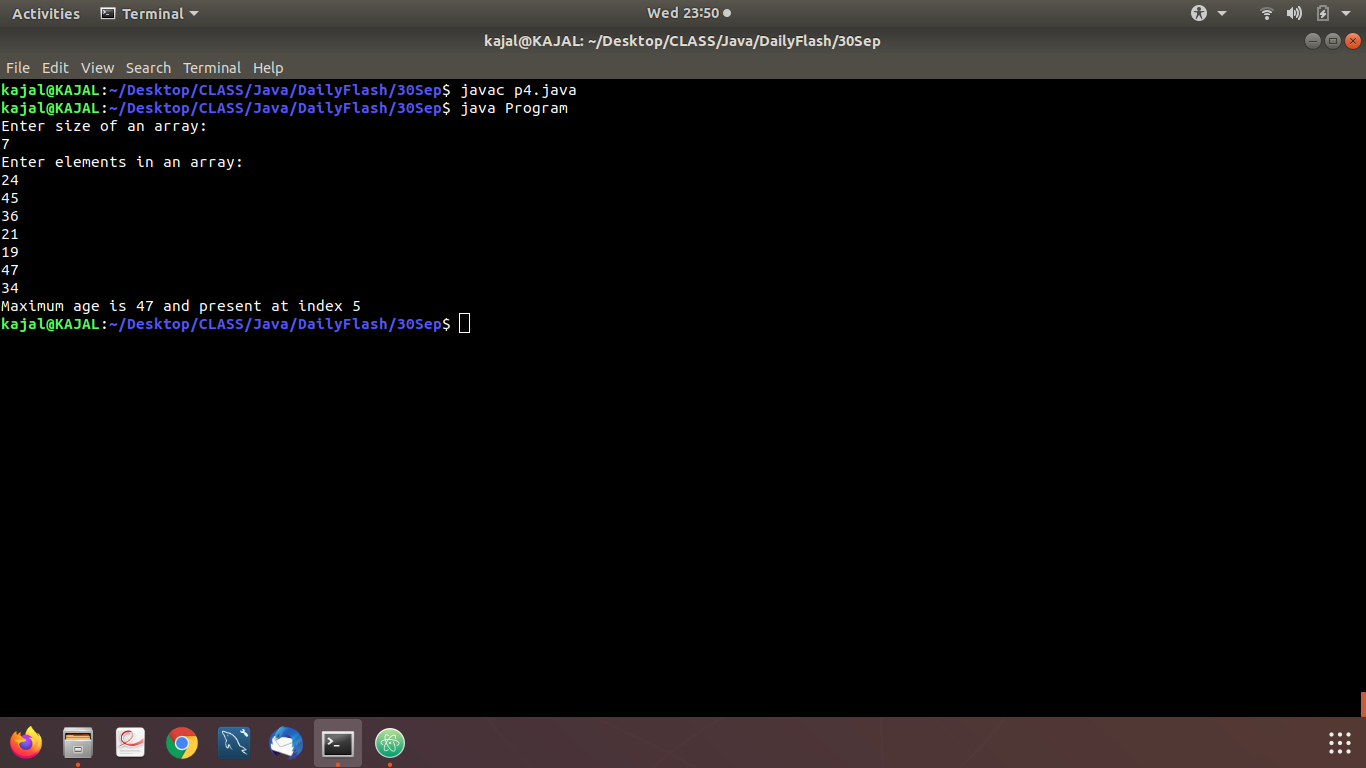 Activities Terminal Wed 23:50
kajal@KAJAL: ~/Desktop/CLASS/Java/DailyFlash/30Sep
File Edit View Search Terminal Help
kajal@KAJAL:~/Desktop/CLASS/Java/DailyFlash/30Sep$ javac p4.java
kajal@KAJAL:~/Desktop/CLASS/Java/DailyFlash/30Sep$ java Program
Enter size of an array:
7
Enter elements in an array:
24
45
36
21
19
47
34
Maximum age is 47 and present at index 5
kajal@KAJAL:~/Desktop/CLASS/Java/DailyFlash/30Sep$